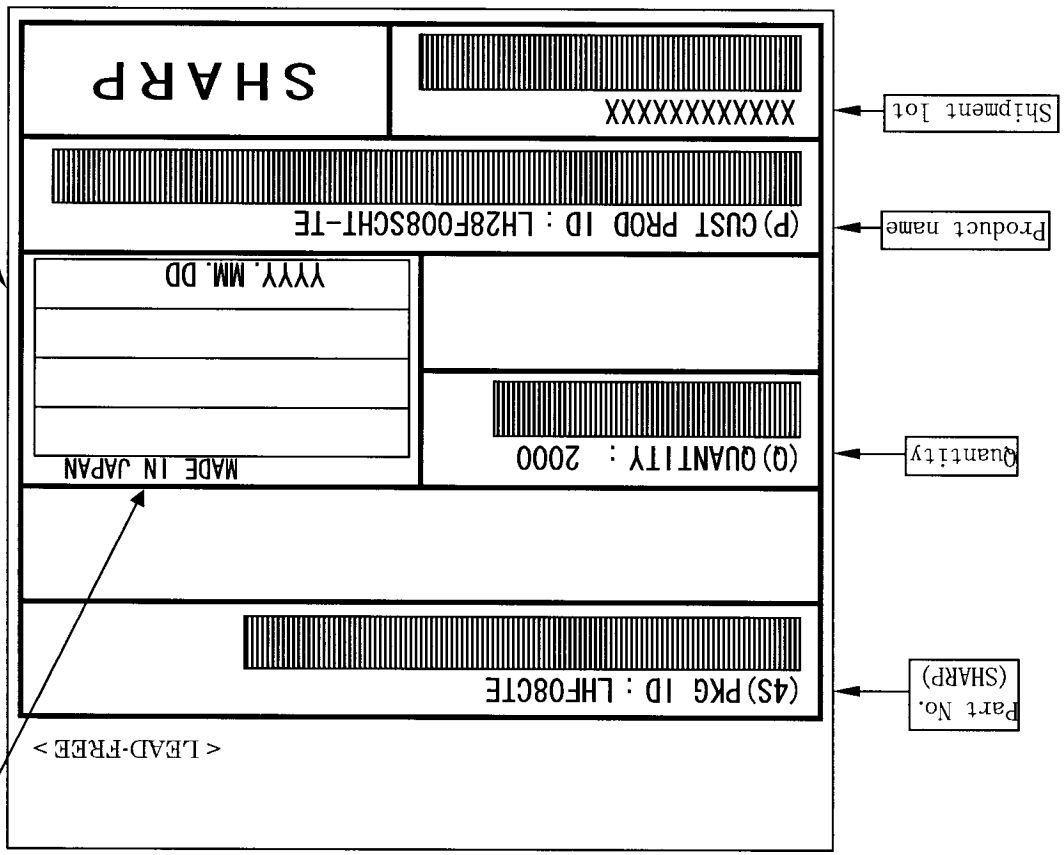 < LEAD-FREE >
Part No.
(SHARP)
(4S) PKG ID : LHF08CTE
Quantity
(Q) QUANTITY : 2000
MADE IN JAPAN
YYYY. MM. DD
Product name
(P) CUST PROD ID : LH28F008SCHT-TE
Shipment lot
XXXXXXXXXXXX
SHARP